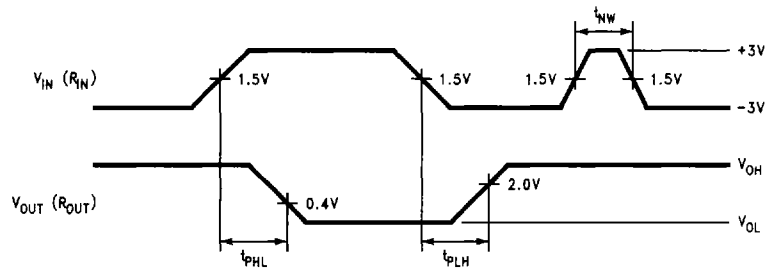 t_NW
+3V
V_IN (R_IN)
1.5V
1.5V
1.5V
1.5V
-3V
V_OH
V_OUT (R_OUT)
0.4V
2.0V
V_OL
t_PHL
t_PLH